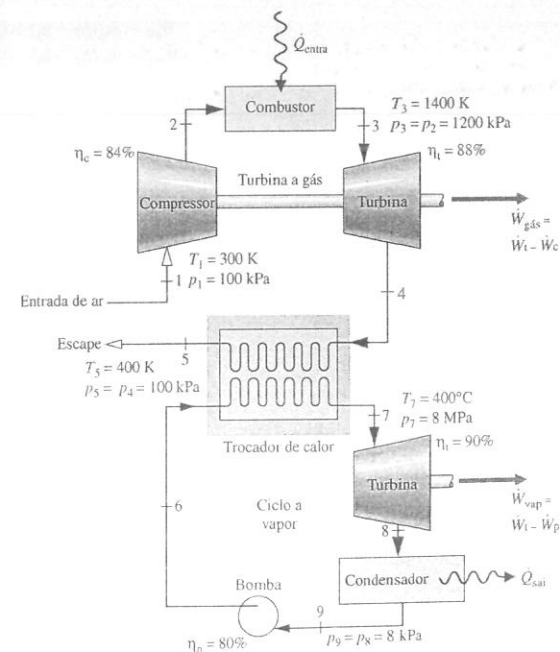 Q̇entra
Combustor
T3 = 1400 K
p3 = p2 = 1200 kPa
2
3
ηc = 84%
ηt = 88%
Turbina a gás
Compressor
Turbina
Ẇgás =
Ẇt – Ẇc
T1 = 300 K
p1 = 100 kPa
1
Entrada de ar
4
Escape
5
T5 = 400 K
p5 = p4 = 100 kPa
T7 = 400°C
p7 = 8 MPa
7
ηt = 90%
Trocador de calor
Turbina
6
Ciclo a
vapor
Ẇvap =
Ẇt – Ẇp
8
Bomba
Condensador
Q̇sai
9
ηp = 80%
p9 = p8 = 8 kPa